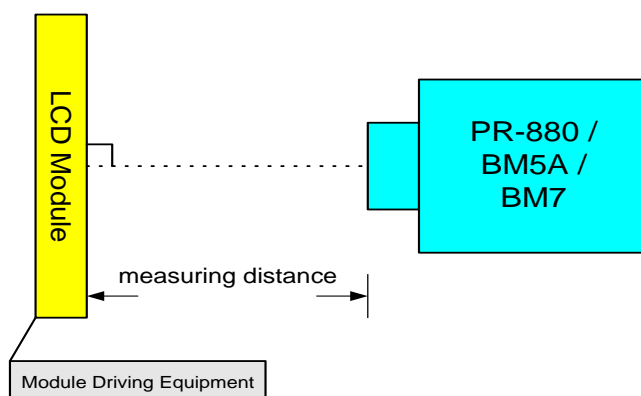 LCD Module
PR-880 /
BM5A /
BM7
measuring distance
Module Driving Equipment